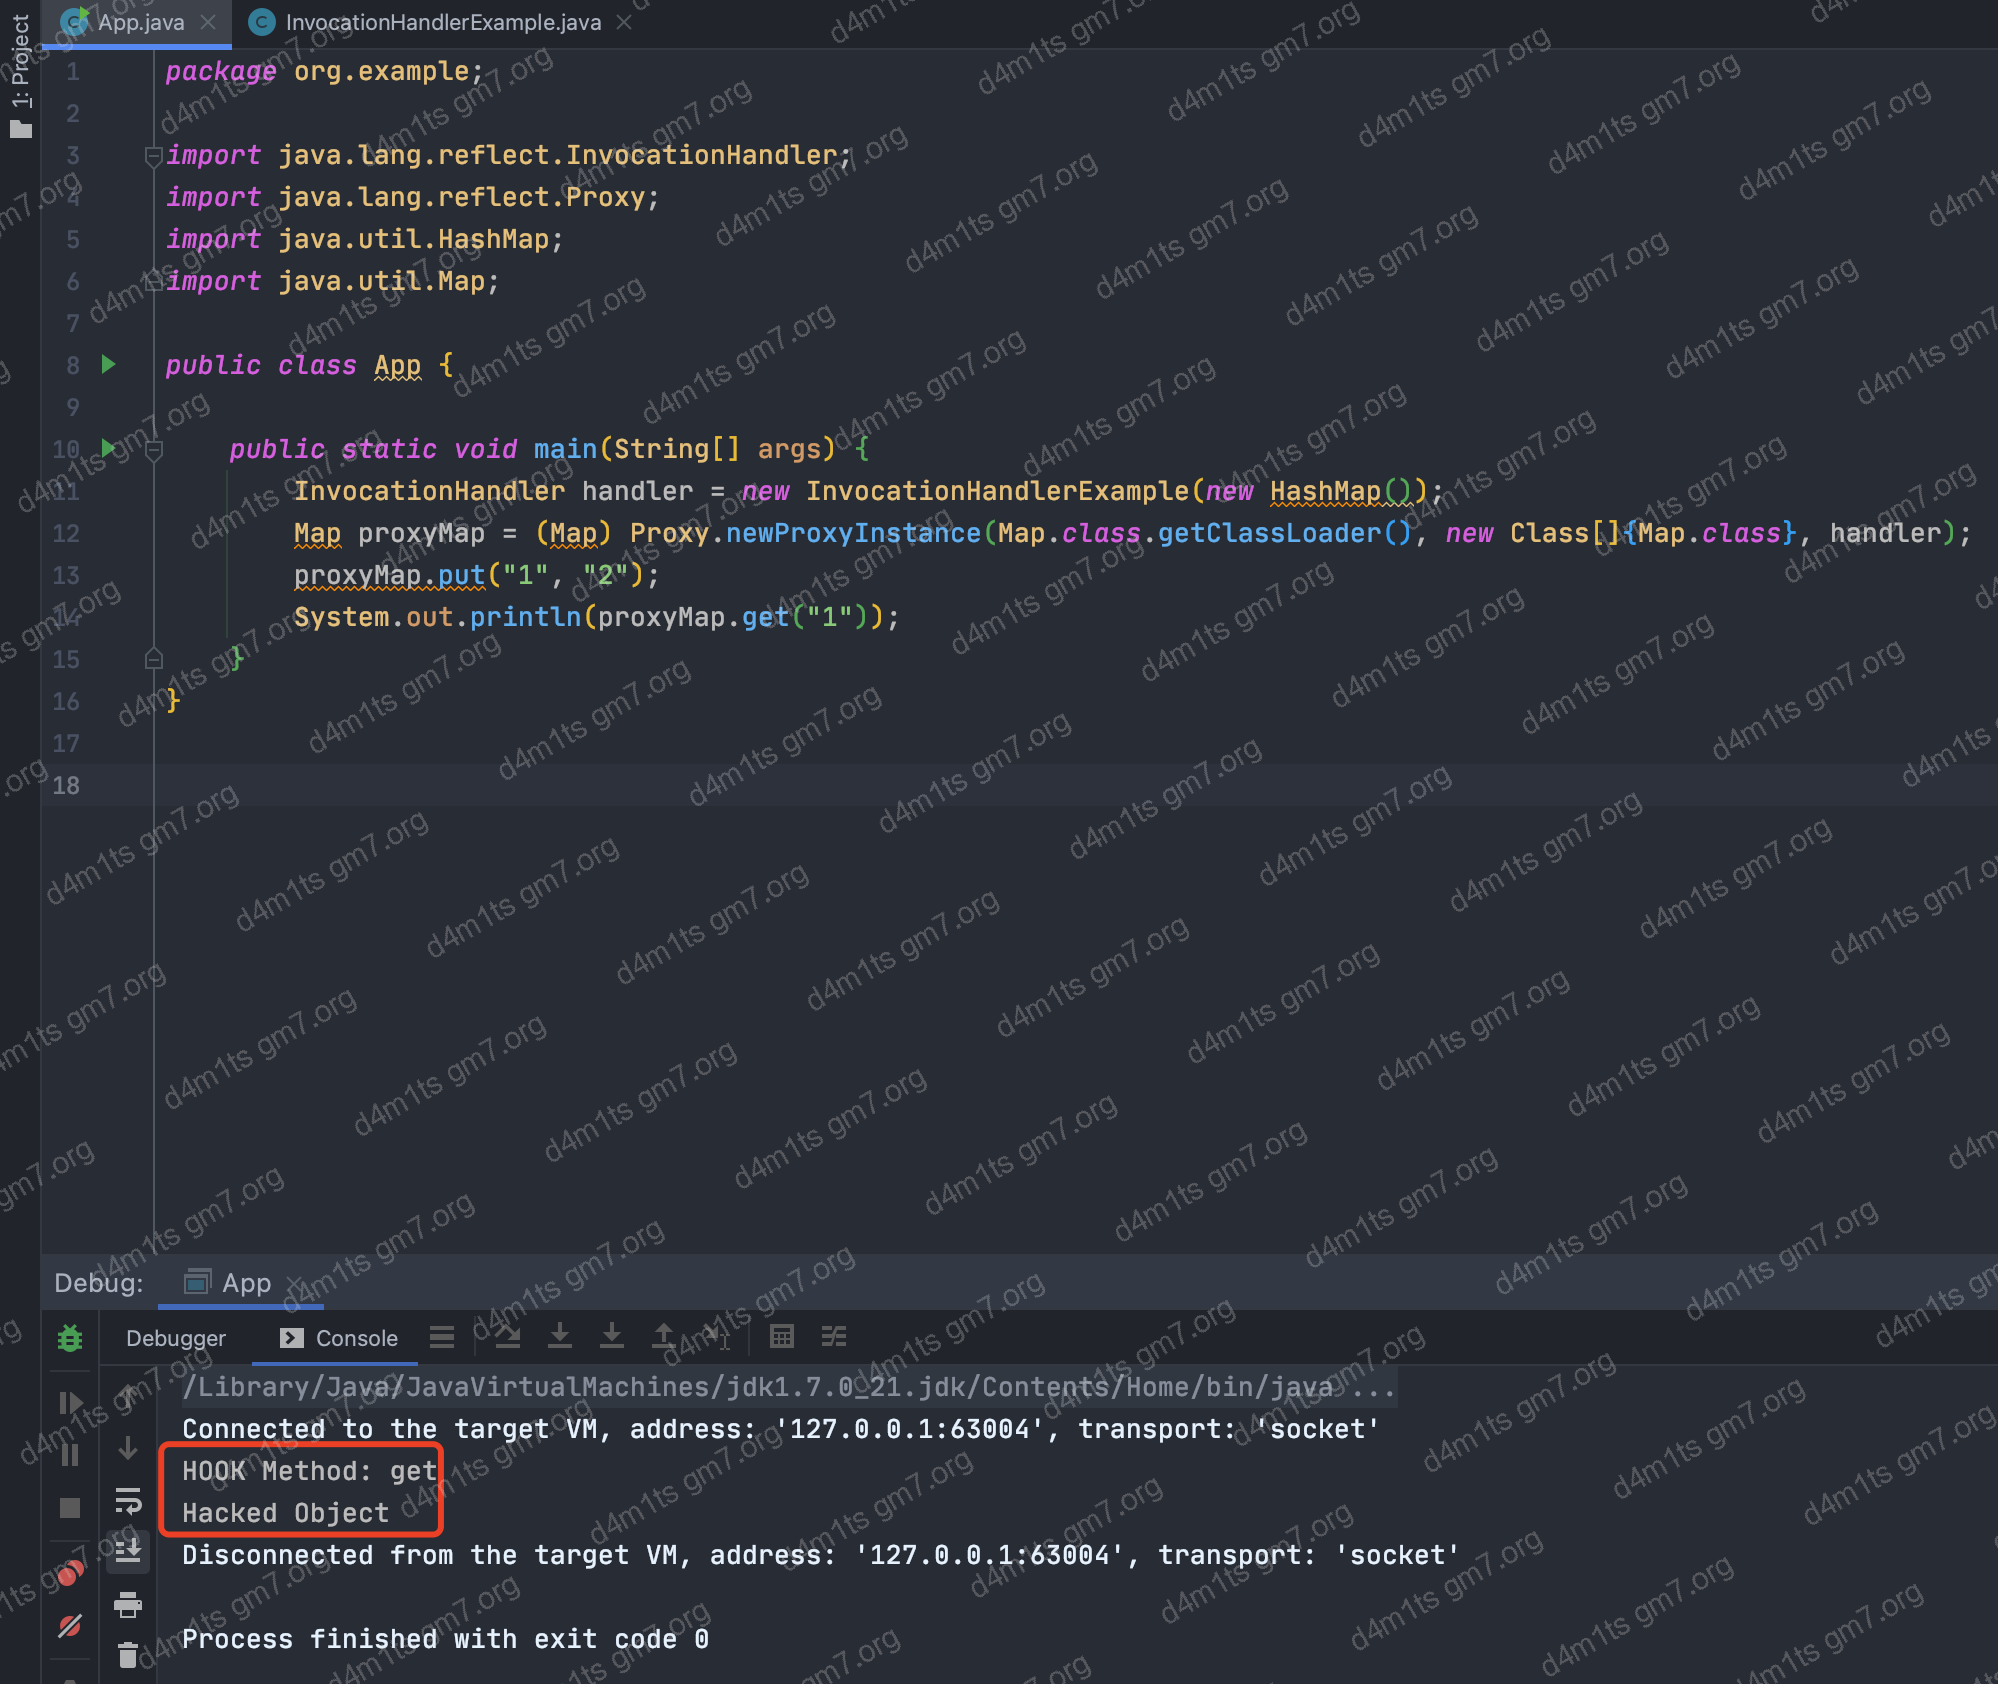 1: Project
App.java
InvocationHandlerExample.java
1 package org.example;
2
3 import java.lang.reflect.InvocationHandler;
4 import java.lang.reflect.Proxy;
5 import java.util.HashMap;
6 import java.util.Map;
7
8 public class App {
9
10     public static void main(String[] args) {
11         InvocationHandler handler = new InvocationHandlerExample(new HashMap());
12         Map proxyMap = (Map) Proxy.newProxyInstance(Map.class.getClassLoader(), new Class[]{Map.class}, handler);
13         proxyMap.put("1", "2");
14         System.out.println(proxyMap.get("1"));
15     }
16 }
17
18
Debug: App
Debugger Console
/Library/Java/JavaVirtualMachines/jdk1.7.0_21.jdk/Contents/Home/bin/java ...
Connected to the target VM, address: '127.0.0.1:63004', transport: 'socket'
HOOK Method: get
Hacked Object
Disconnected from the target VM, address: '127.0.0.1:63004', transport: 'socket'
Process finished with exit code 0
d4m1ts gm7.org